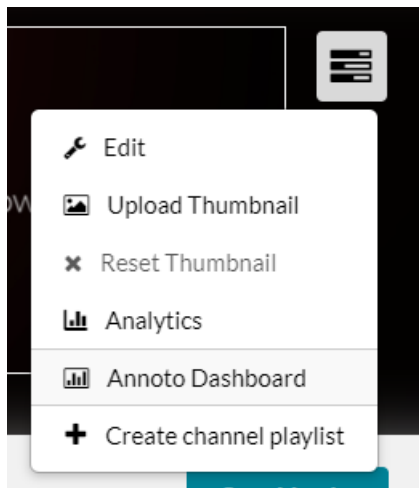 Edit
Upload Thumbnail
Reset Thumbnail
Analytics
Annoto Dashboard
Create channel playlist